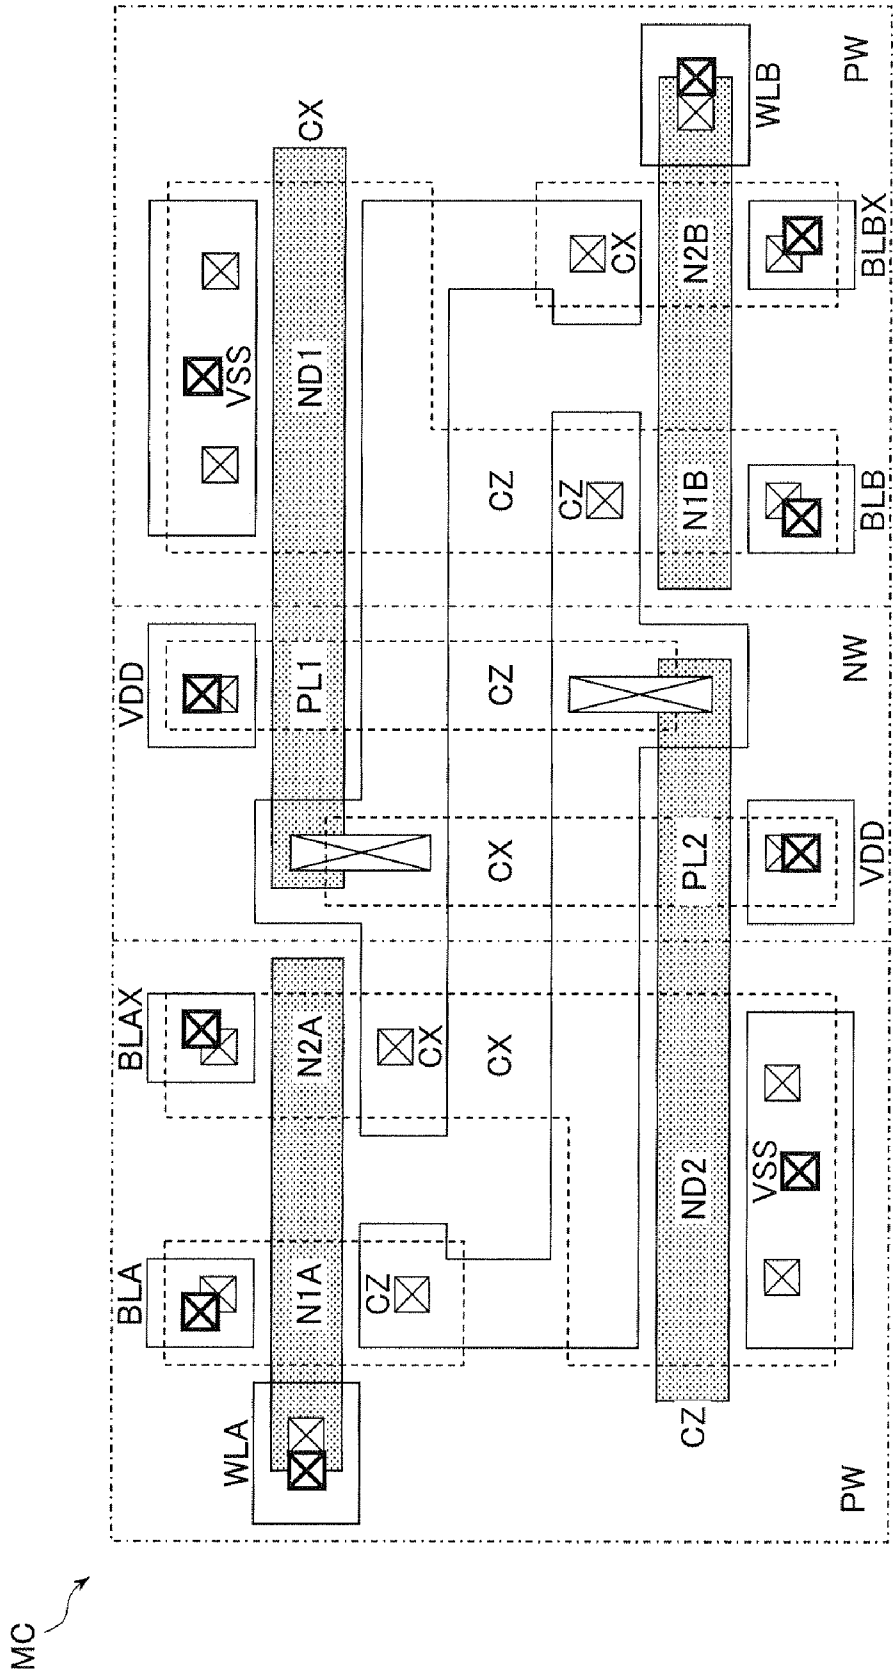 MC
BLA
BLAX
VDD
WLA
VSS
N1A
N2A
PL1
ND1
CX
CZ
CX
CX
CX
CZ
CZ
CZ
CX
CZ
ND2
PL2
N1B
N2B
VSS
WLB
VDD
BLB
BLBX
PW
NW
PW